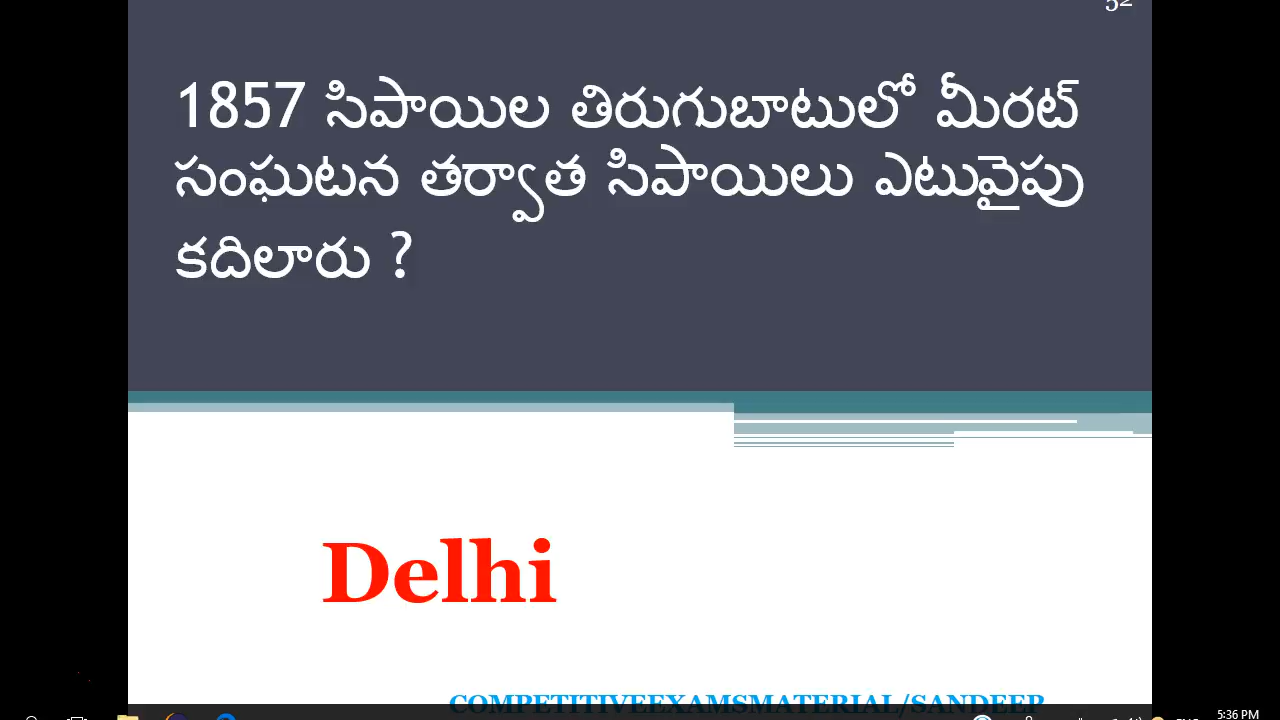 52
1857 సిపాయిల తిరుగుబాటులో మీరట్
సంఘటన తర్వాత సిపాయిలు ఎటువైపు
కదిలారు ?
Delhi
COMPETITIVEEXAMSMATERIAL/SANDEEP
5:36 PM